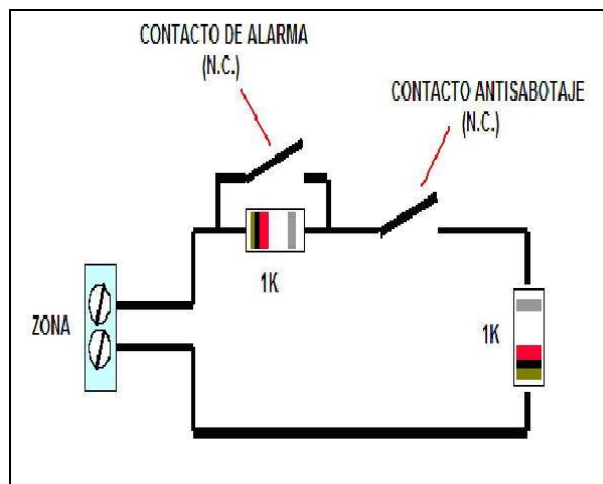 CONTACTO DE ALARMA
(N.C.)
CONTACTO ANTISABOTAJE
(N.C.)
1K
ZONA
1K